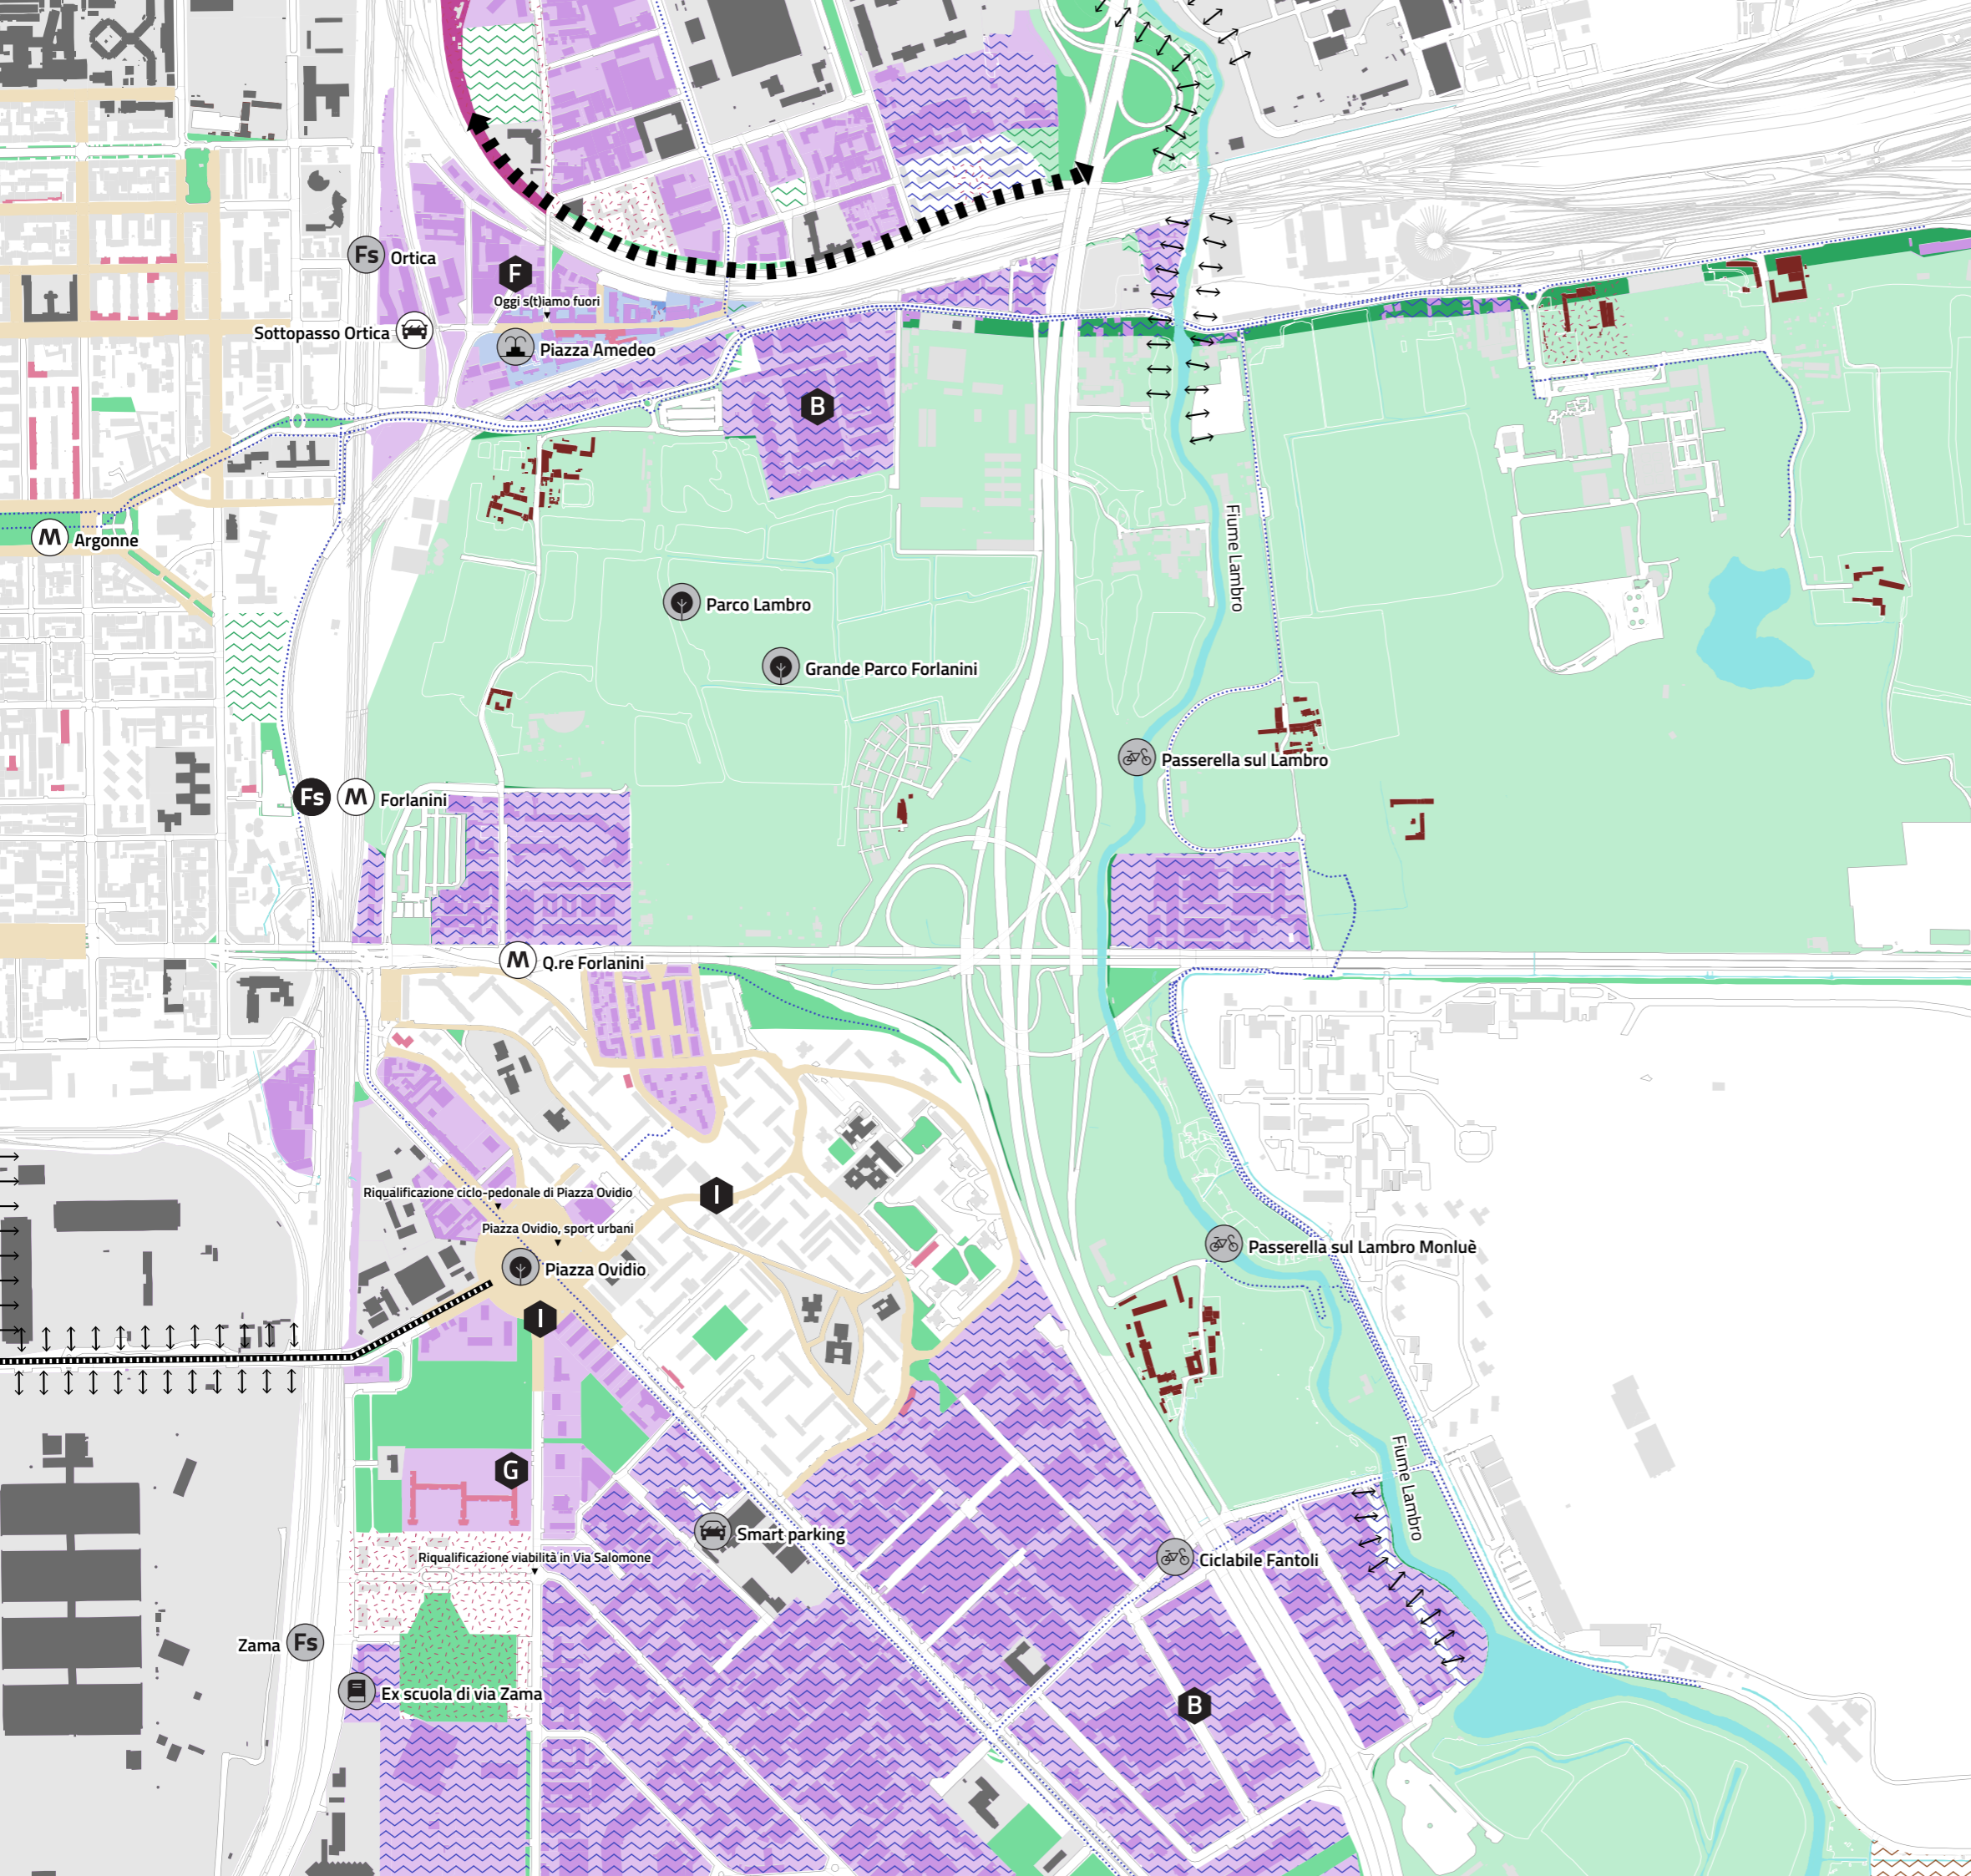 Fs Ortica
F
Oggi s(t)iamo fuori
Sottopasso Ortica
Piazza Amedeo
B
M Argonne
Fiume Lambro
Parco Lambro
Grande Parco Forlanini
Passerella sul Lambro
Fs M Forlanini
M Q.re Forlanini
Riqualificazione ciclo-pedonale di Piazza Ovidio
I
Piazza Ovidio, sport urbani
Passerella sul Lambro Monluè
Piazza Ovidio
I
G
Fiume Lambro
Smart parking
Riqualificazione viabilità in Via Salomone
Ciclabile Fantoli
Zama Fs
Ex scuola di via Zama
B